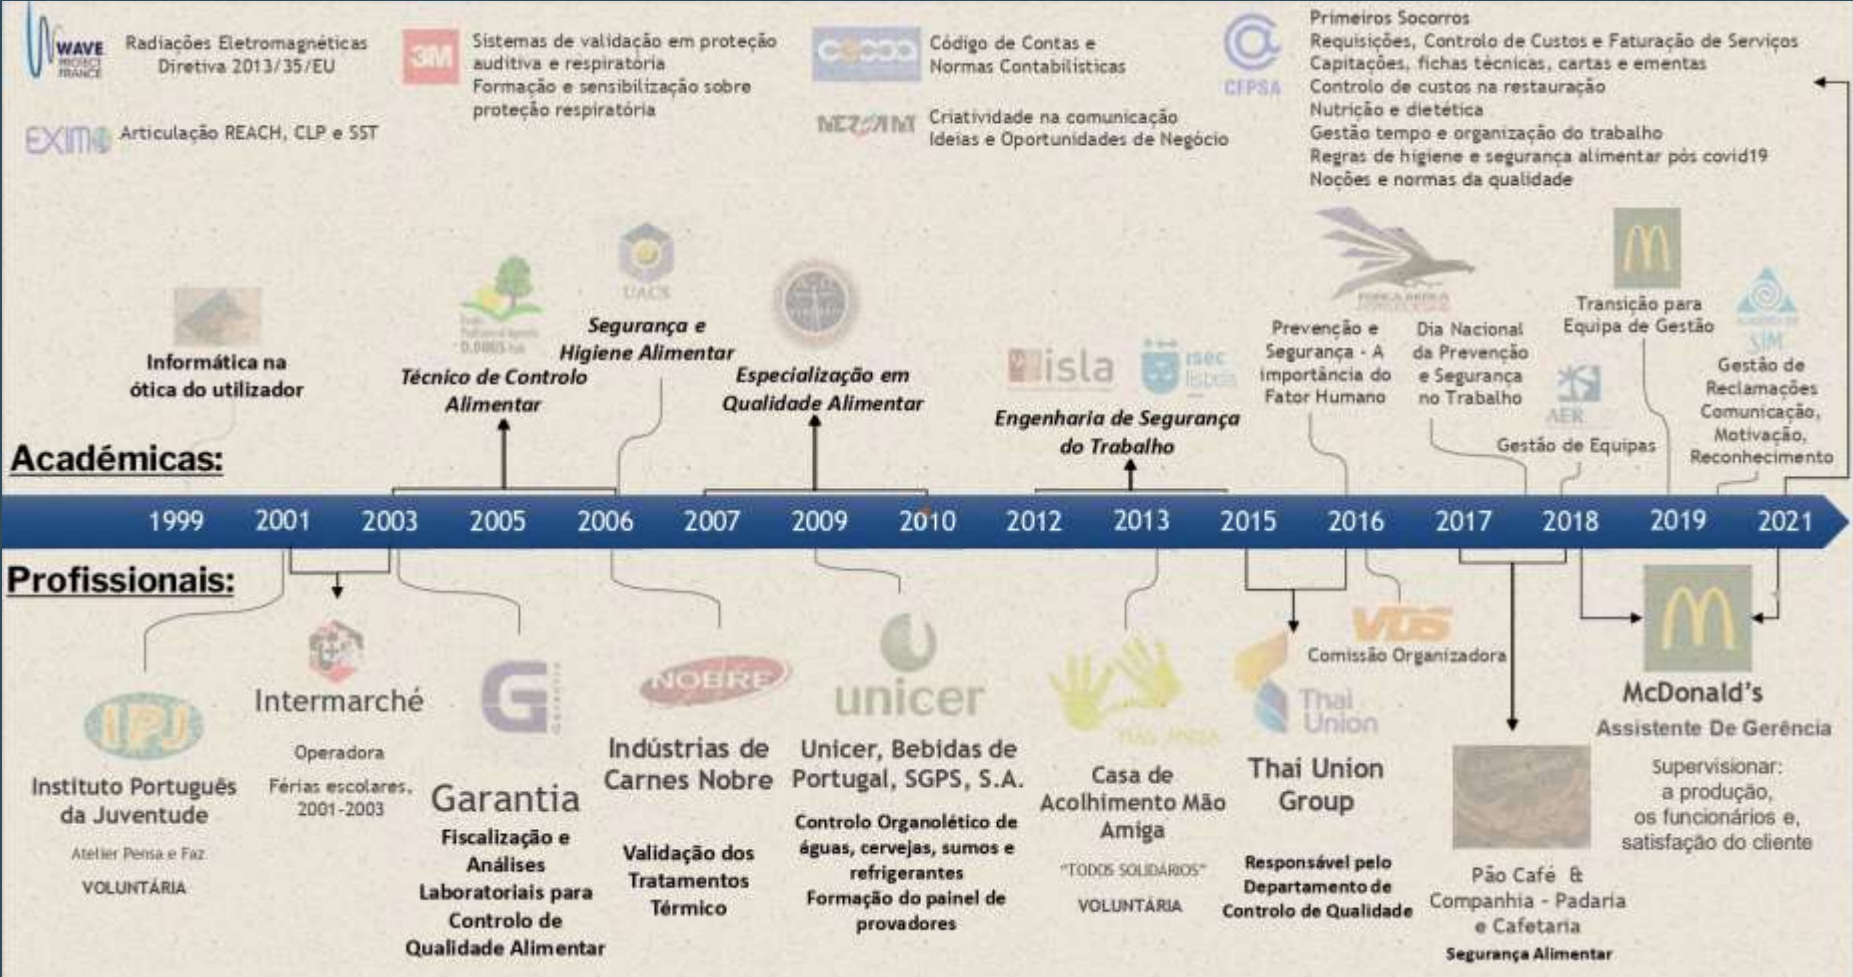 WAVE
PROJECT
FRANCE
Radiações Eletromagnéticas
Diretiva 2013/35/EU
EXIMO
Articulação REACH, CLP e SST
3M
Sistemas de validação em proteção
auditiva e respiratória
Formação e sensibilização sobre
proteção respiratória
Código de Contas e
Normas Contabilísticas
Criatividade na comunicação
Ideias e Oportunidades de Negócio
CFPSA
Primeiros Socorros
Requisições, Controlo de Custos e Faturação de Serviços
Capitações, fichas técnicas, cartas e ementas
Controlo de custos na restauração
Nutrição e dietética
Gestão tempo e organização do trabalho
Regras de higiene e segurança alimentar pós covid19
Noções e normas da qualidade
Informática na
ótica do utilizador
Técnico de Controlo
Alimentar
UACS
Segurança e
Higiene Alimentar
Especialização em
Qualidade Alimentar
isla
isec
lisboa
Engenharia de Segurança
do Trabalho
Prevenção e
Segurança - A
importância do
Fator Humano
Dia Nacional
da Prevenção
e Segurança
no Trabalho
AER
Gestão de Equipas
Transição para
Equipa de Gestão
SIM
Gestão de
Reclamações
Comunicação,
Motivação,
Reconhecimento
Académicas:
1999 2001 2003 2005 2006 2007 2009 2010 2012 2013 2015 2016 2017 2018 2019 2021
Profissionais:
IPJ
Instituto Português
da Juventude
Atelier Pensa e Faz
VOLUNTÁRIA
Intermarché
Operadora
Férias escolares,
2001-2003
G
Garantia
Garantia
Fiscalização e
Análises
Laboratoriais para
Controlo de
Qualidade Alimentar
NOBRE
Indústrias de
Carnes Nobre
Validação dos
Tratamentos
Térmico
unicer
Unicer, Bebidas de
Portugal, SGPS, S.A.
Controlo Organolético de
águas, cervejas, sumos e
refrigerantes
Formação do painel de
provadores
MÃO AMIGA
Casa de
Acolhimento Mão
Amiga
"TODOS SOLIDÁRIOS"
VOLUNTÁRIA
Thai
Union
Thai Union
Group
Responsável pelo
Departamento de
Controlo de Qualidade
VDS
Comissão Organizadora
Pão Café &
Companhia - Padaria
e Cafetaria
Segurança Alimentar
McDonald's
Assistente De Gerência
Supervisionar:
a produção,
os funcionários e,
satisfação do cliente